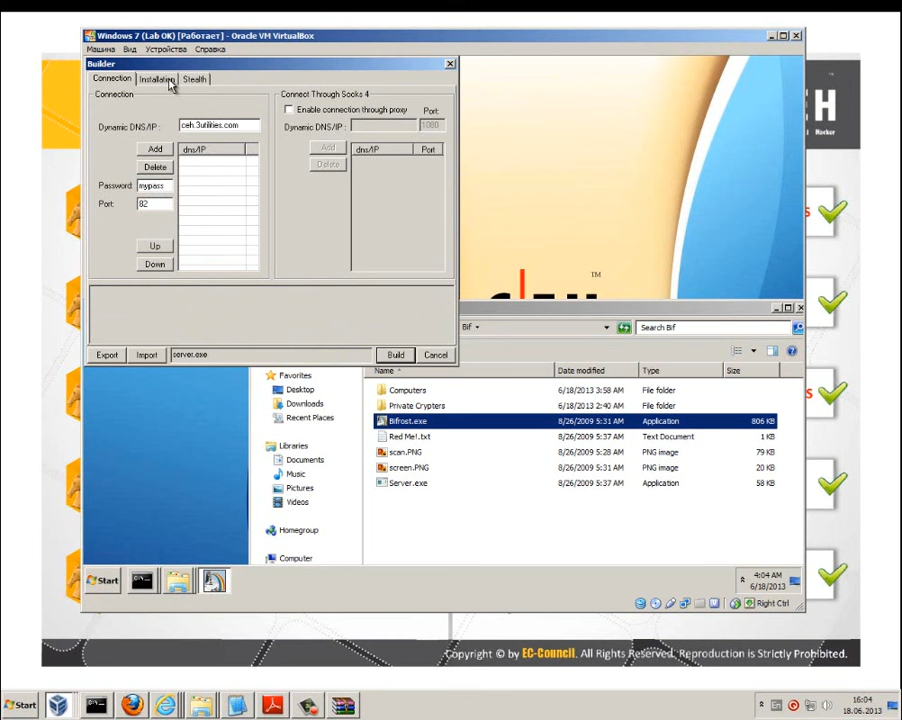 Windows 7 (Lab OK) [Работает] - Oracle VM VirtualBox
Машина Вид Устройства Справка
Builder
Connection Installation Stealth
Connection
Dynamic DNS/IP : ceh.3utilities.com
Add dns/IP
Delete
Password: mypass
Port: 82
Up
Down
Connect Through Socks 4
Enable connection through proxy Port:
Dynamic DNS/IP : 1080
Add dns/IP Port
Delete
Export Import server.exe Build Cancel
TM
H
Hacker
Bif Search Bif
Name Date modified Type Size
Favorites
Desktop
Downloads
Recent Places
Libraries
Documents
Music
Pictures
Videos
Homegroup
Computer
Computers 6/18/2013 3:58 AM File folder
Private Crypters 6/18/2013 2:40 AM File folder
Bifrost.exe 8/26/2009 5:31 AM Application 806 KB
Red Me!.txt 8/26/2009 5:37 AM Text Document 1 KB
scan.PNG 8/26/2009 5:28 AM PNG image 79 KB
screen.PNG 8/26/2009 5:31 AM PNG image 20 KB
Server.exe 8/26/2009 5:37 AM Application 58 KB
s
s
Start 4:04 AM
6/18/2013
Right Ctrl
Copyright © by EC-Council. All Rights Reserved. Reproduction is Strictly Prohibited.
Start 16:04
18.06.2013